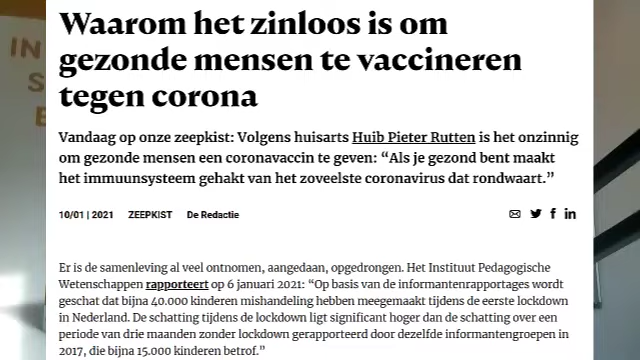 IN
S
E
Waarom het zinloos is om
gezonde mensen te vaccineren
tegen corona
Vandaag op onze zeepkist: Volgens huisarts Huib Pieter Rutten is het onzinnig
om gezonde mensen een coronavaccin te geven: “Als je gezond bent maakt
het immuunsysteem gehakt van het zoveelste coronavirus dat rondwaart.”
10/01 | 2021 ZEEPKIST De Redactie
Er is de samenleving al veel ontnomen, aangedaan, opgedrongen. Het Instituut Pedagogische
Wetenschappen rapporteert op 6 januari 2021: “Op basis van de informantenrapportages wordt
geschat dat bijna 40.000 kinderen mishandeling hebben meegemaakt tijdens de eerste lockdown
in Nederland. De schatting tijdens de lockdown ligt significant hoger dan de schatting over een
periode van drie maanden zonder lockdown gerapporteerd door dezelfde informantengroepen in
2017, die bijna 15.000 kinderen betrof.”